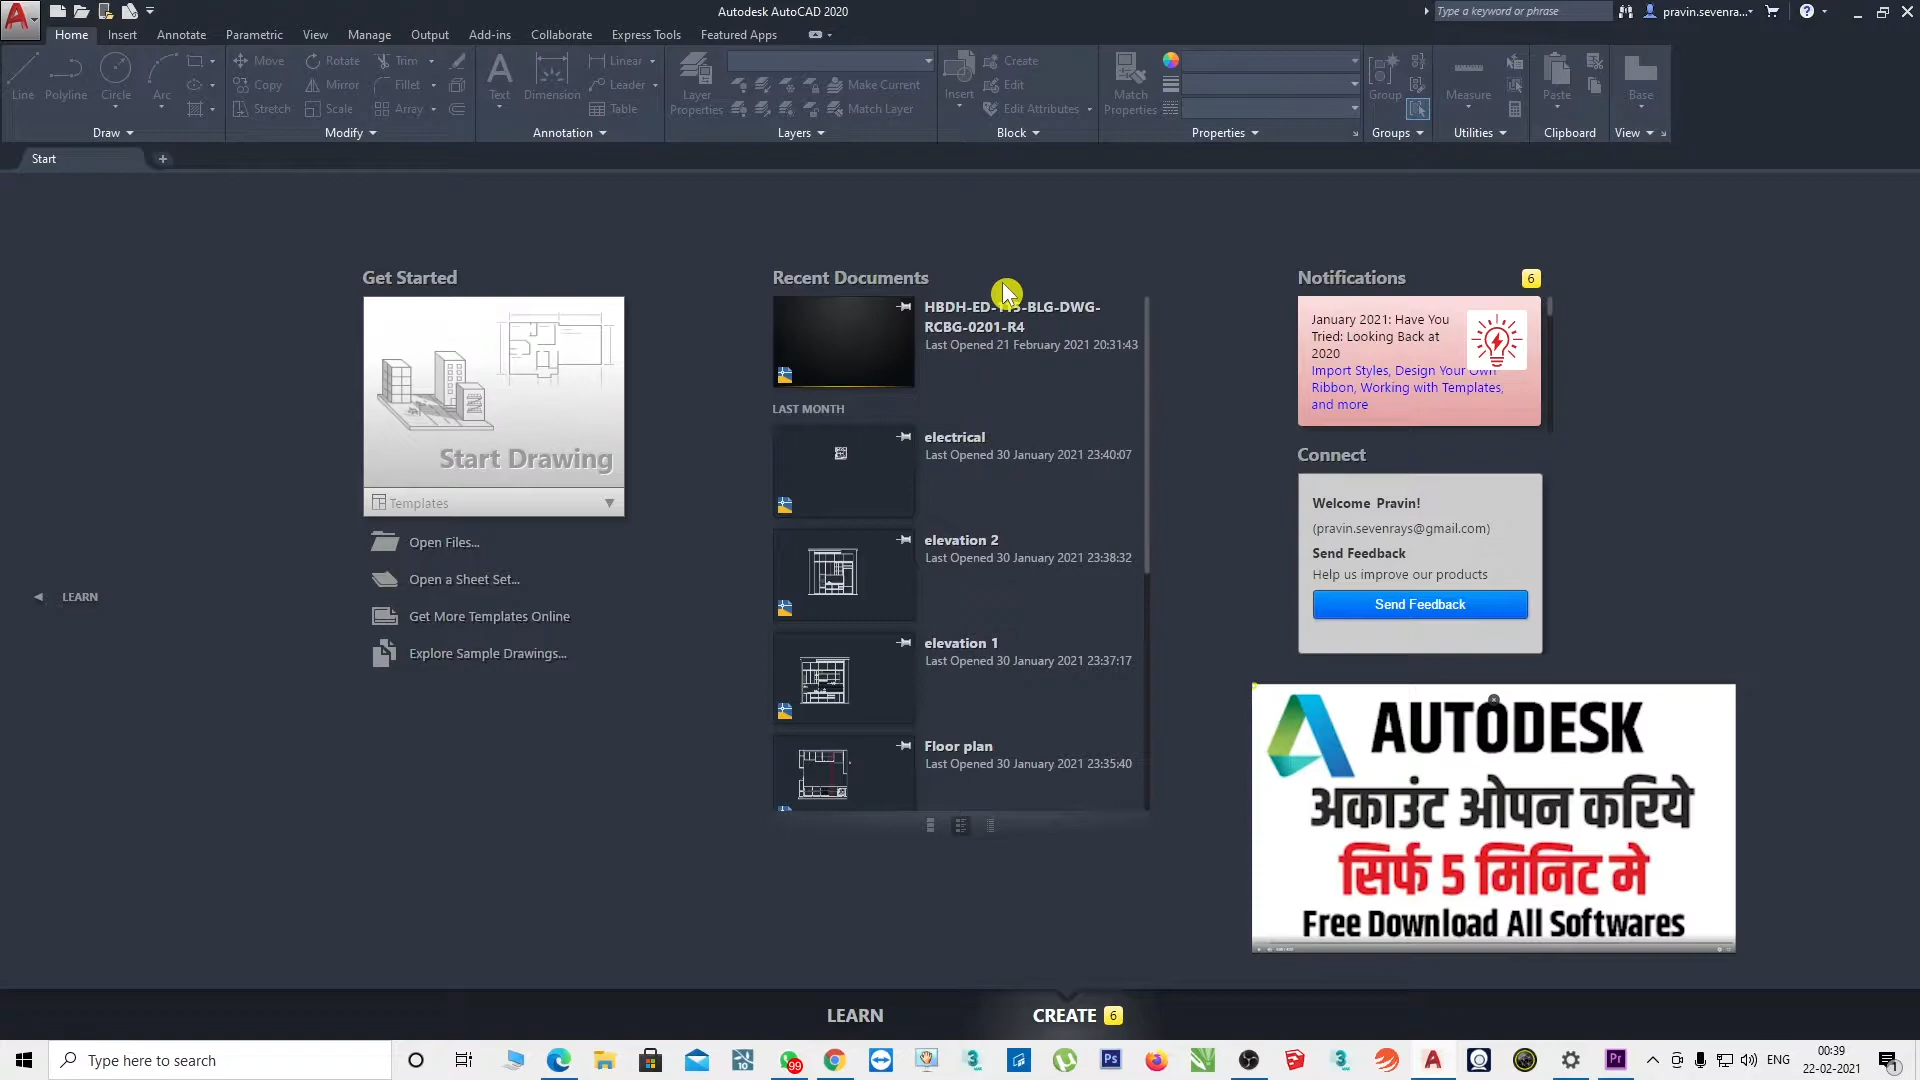 Autodesk AutoCAD 2020
Type a keyword or phrase
pravin.sevenra...
Home
Insert
Annotate
Parametric
View
Manage
Output
Add-ins
Collaborate
Express Tools
Featured Apps
Line
Polyline
Circle
Arc
Draw
Move
Rotate
Trim
Copy
Mirror
Fillet
Stretch
Scale
Array
Modify
Text
Dimension
Linear
Leader
Table
Annotation
Layer
Properties
Make Current
Match Layer
Layers
Insert
Create
Edit
Edit Attributes
Block
Match
Properties
Properties
Group
Groups
Measure
Utilities
Paste
Clipboard
Base
View
Start
Get Started
Start Drawing
Templates
Open Files...
Open a Sheet Set...
Get More Templates Online
Explore Sample Drawings...
LEARN
Recent Documents
HBDH-ED-145-BLG-DWG-
RCBG-0201-R4
Last Opened 21 February 2021 20:31:43
LAST MONTH
electrical
Last Opened 30 January 2021 23:40:07
elevation 2
Last Opened 30 January 2021 23:38:32
elevation 1
Last Opened 30 January 2021 23:37:17
Floor plan
Last Opened 30 January 2021 23:35:40
Notifications
6
January 2021: Have You
Tried: Looking Back at
2020
Import Styles, Design Your Own
Ribbon, Working with Templates,
and more
Connect
Welcome Pravin!
(pravin.sevenrays@gmail.com)
Send Feedback
Help us improve our products
Send Feedback
AUTODESK
अकाउंट ओपन करिये
सिर्फ 5 मिनिट मे
Free Download All Softwares
LEARN
CREATE 6
Type here to search
99
ENG
00:39
22-02-2021